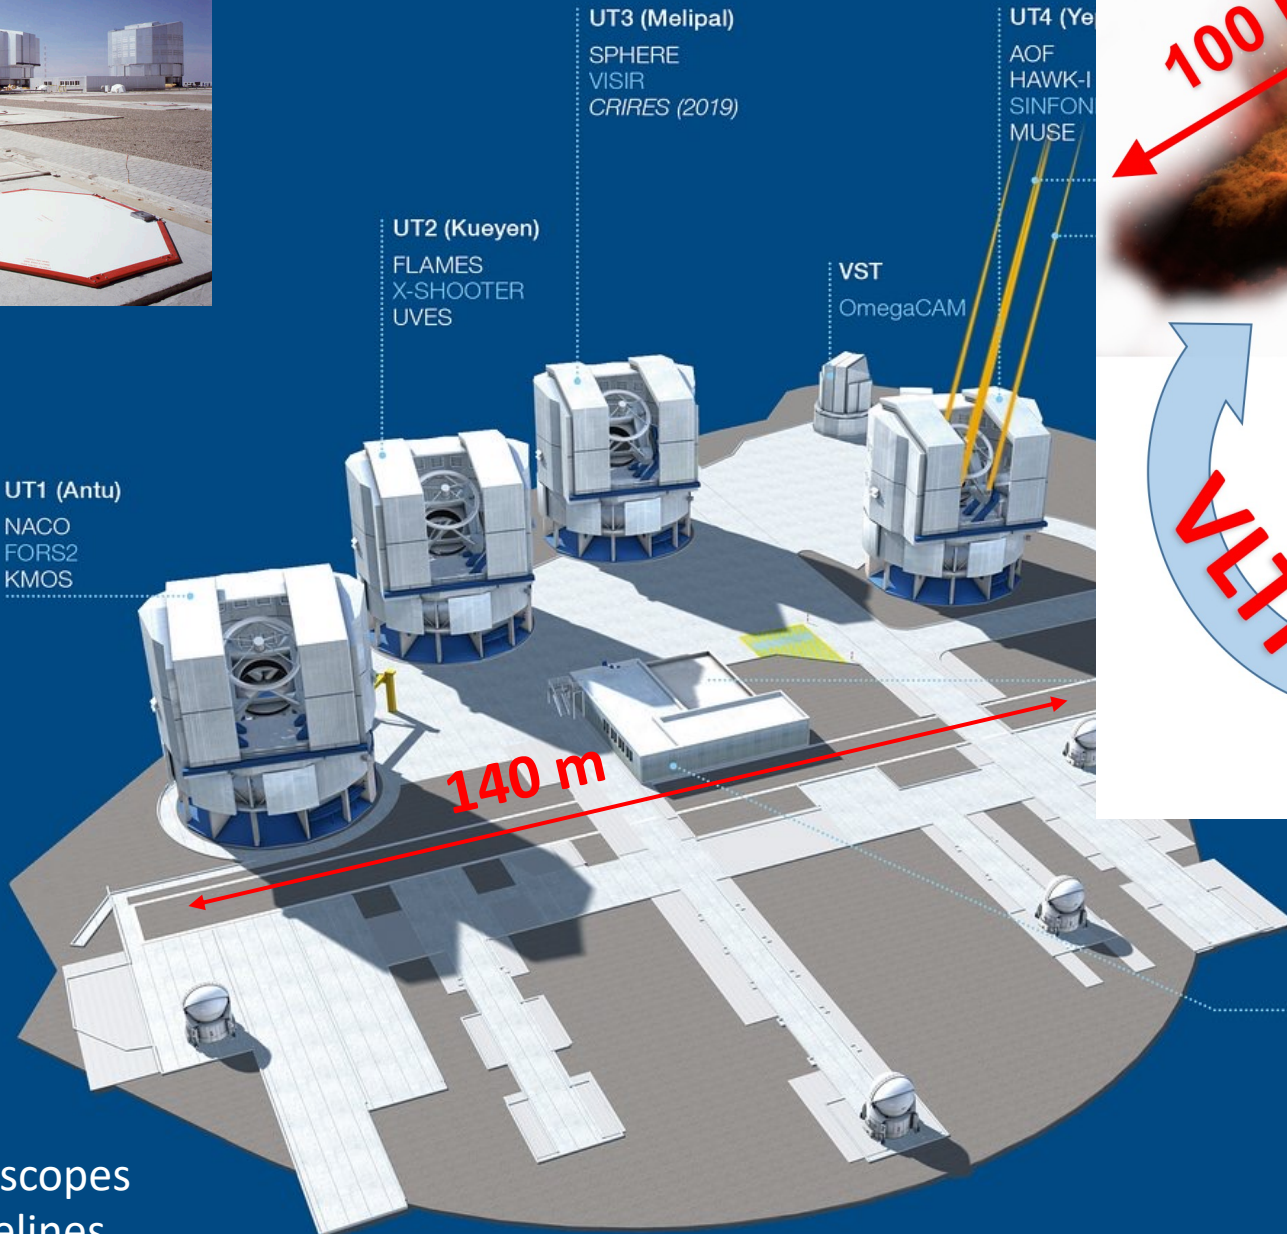 UT3 (Melipal)
SPHERE
VISIR
CRIRES (2019)
UT4
AOF
HAWK-I
MUSE
100
UT2 (Kueyen)
FLAMES
X-SHOOTER
UVES
VST
OmegaCAM
UT1 (Antu)
NACO
FORS2
KMOS
140 m